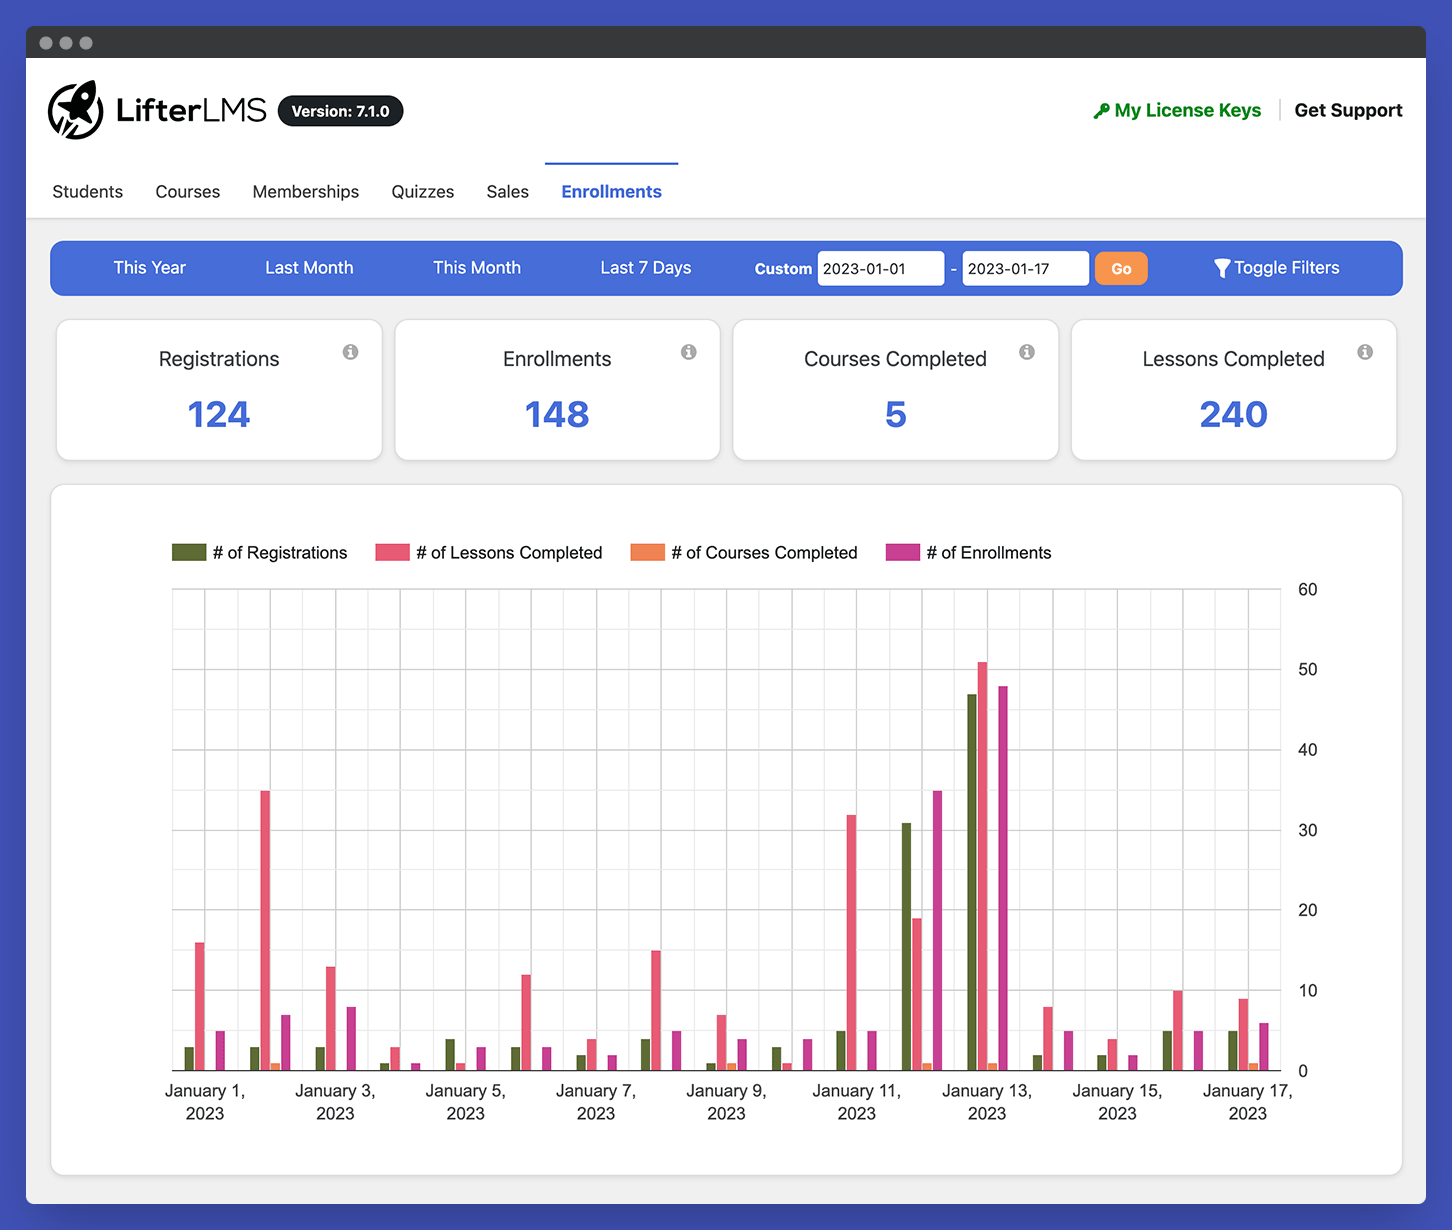 LifterLMS Version: 7.1.0 My License Keys Get Support
Students Courses Memberships Quizzes Sales Enrollments
This Year Last Month This Month Last 7 Days Custom 2023-01-01 - 2023-01-17 Go Toggle Filters
Registrations
124
Enrollments
148
Courses Completed
5
Lessons Completed
240
# of Registrations # of Lessons Completed # of Courses Completed # of Enrollments
60
50
40
30
20
10
0
January 1, 2023
January 3, 2023
January 5, 2023
January 7, 2023
January 9, 2023
January 11, 2023
January 13, 2023
January 15, 2023
January 17, 2023